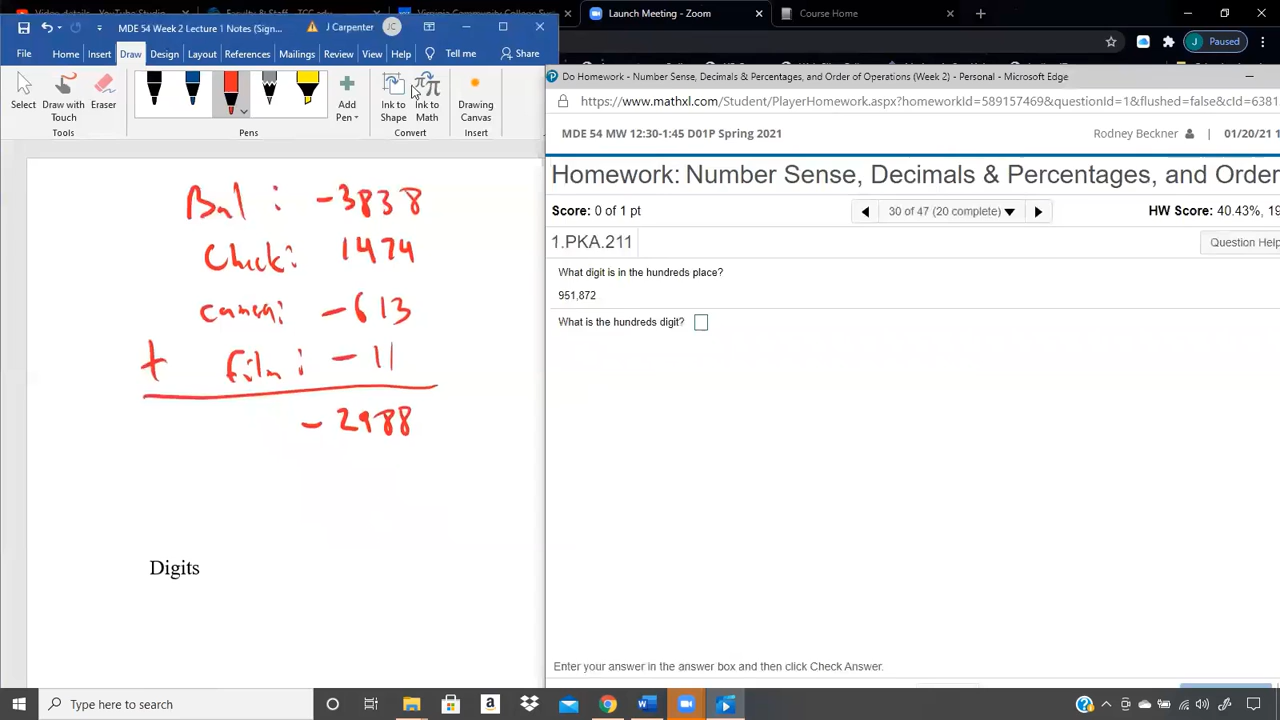 Launch Meeting - Zoom
Course Home
MDE 54 Week 2 Lecture 1 Notes (Sign...
J Carpenter
JC
File Home Insert Draw Design Layout References Mailings Review View Help Tell me Share
Select
Draw with Touch
Eraser
Add Pen
Ink to Shape
Ink to Math
Drawing Canvas
Tools
Pens
Convert
Insert
Bal : -3838
Check: 1474
camera: -613
+ film: -11
-2988
Digits
J Paused
Do Homework - Number Sense, Decimals & Percentages, and Order of Operations (Week 2) - Personal - Microsoft Edge
https://www.mathxl.com/Student/PlayerHomework.aspx?homeworkId=589157469&questionId=1&flushed=false&cId=6381
MDE 54 MW 12:30-1:45 D01P Spring 2021
Rodney Beckner
01/20/21 1
Homework: Number Sense, Decimals & Percentages, and Order
Score: 0 of 1 pt
30 of 47 (20 complete)
HW Score: 40.43%, 19
1.PKA.211
Question Help
What digit is in the hundreds place?
951,872
What is the hundreds digit?
Enter your answer in the answer box and then click Check Answer.
Type here to search